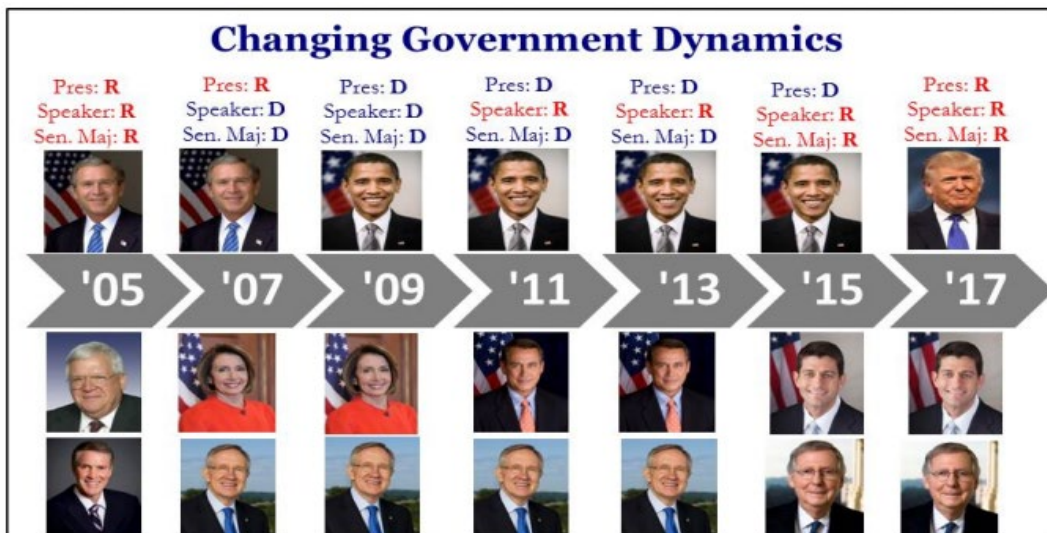 Changing Government Dynamics
Pres: R
Speaker: R
Sen. Maj: R
Pres: R
Speaker: D
Sen. Maj: D
Pres: D
Speaker: D
Sen. Maj: D
Pres: D
Speaker: R
Sen. Maj: D
Pres: D
Speaker: R
Sen. Maj: D
Pres: D
Speaker: R
Sen. Maj: R
Pres: R
Speaker: R
Sen. Maj: R
'05
'07
'09
'11
'13
'15
'17